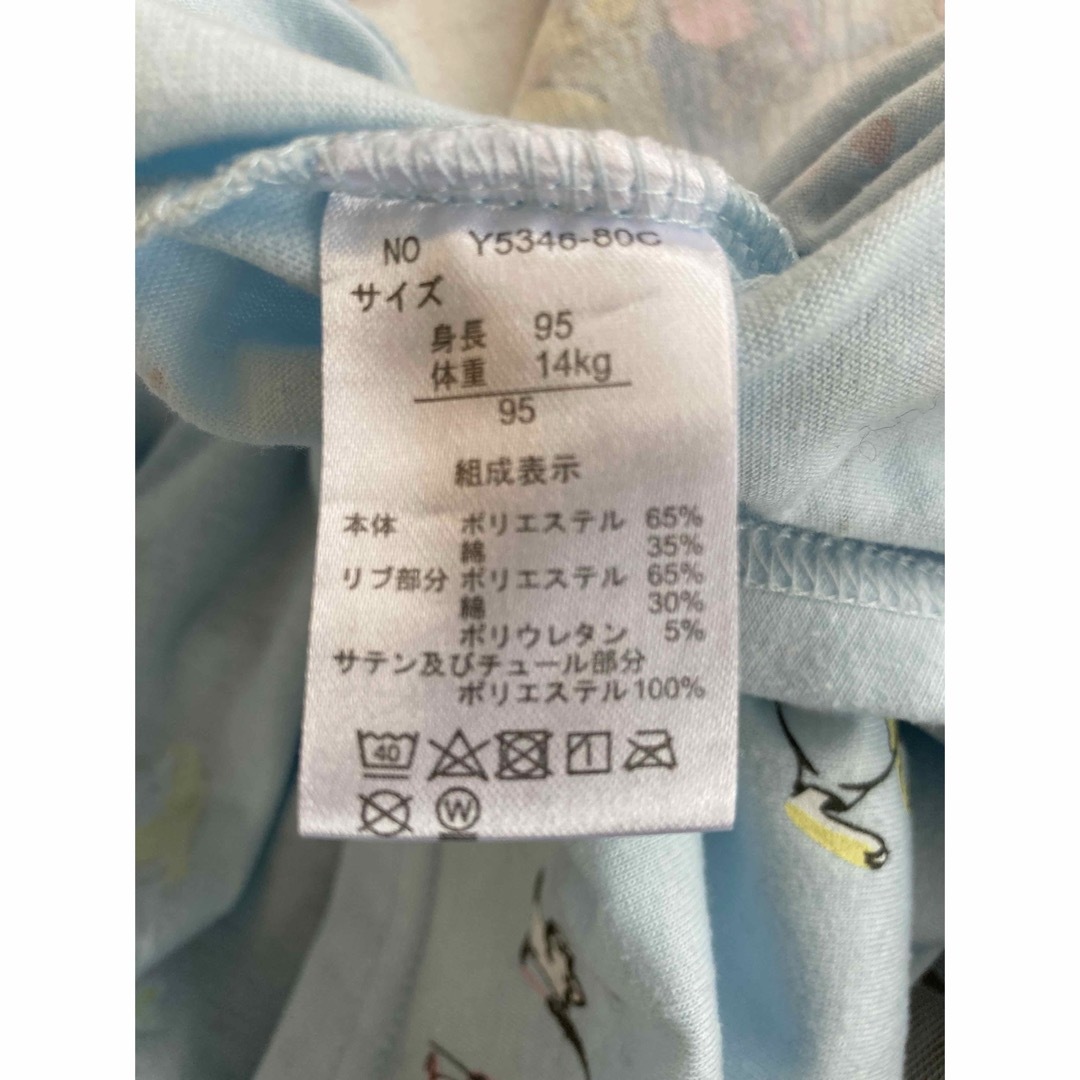 NO Y5346-80C
サイズ
身長 95
体重 14kg
95
組成表示
本体 ポリエステル 65%
綿 35%
リブ部分 ポリエステル 65%
綿 30%
ポリウレタン 5%
サテン及びチュール部分
ポリエステル 100%
40
W